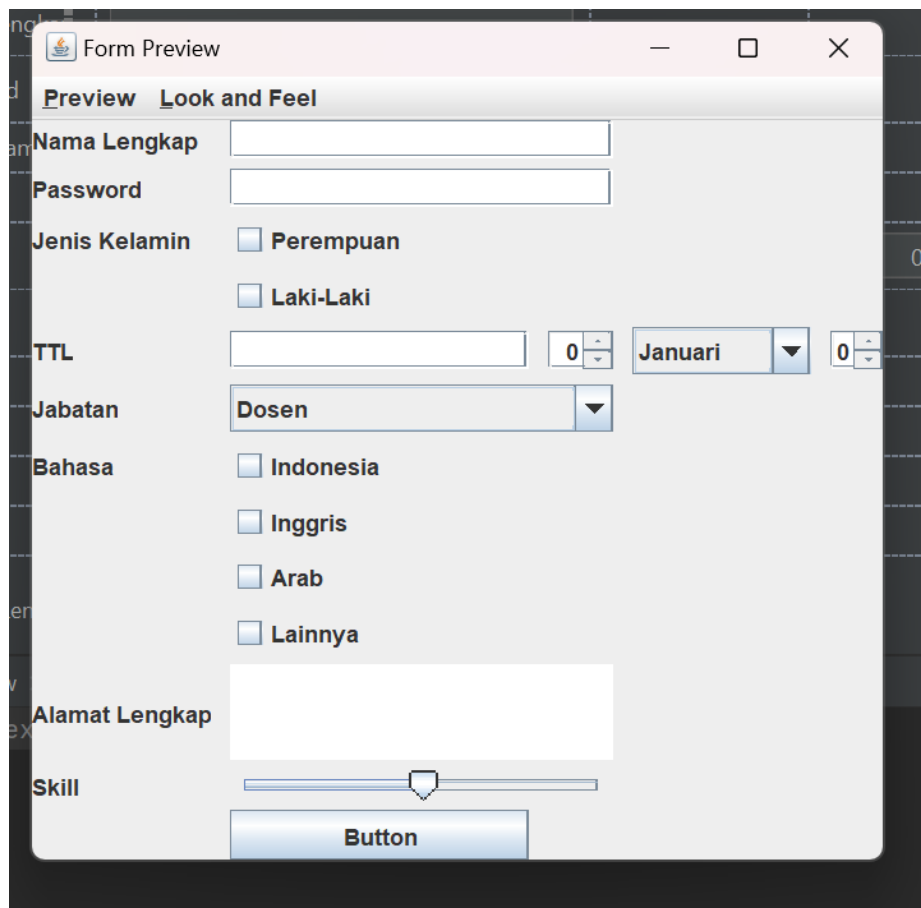 Form Preview
Preview Look and Feel
Nama Lengkap
Password
Jenis Kelamin Perempuan
Laki-Laki
TTL 0 Januari 0
Jabatan Dosen
Bahasa Indonesia
Inggris
Arab
Lainnya
Alamat Lengkap
Skill
Button